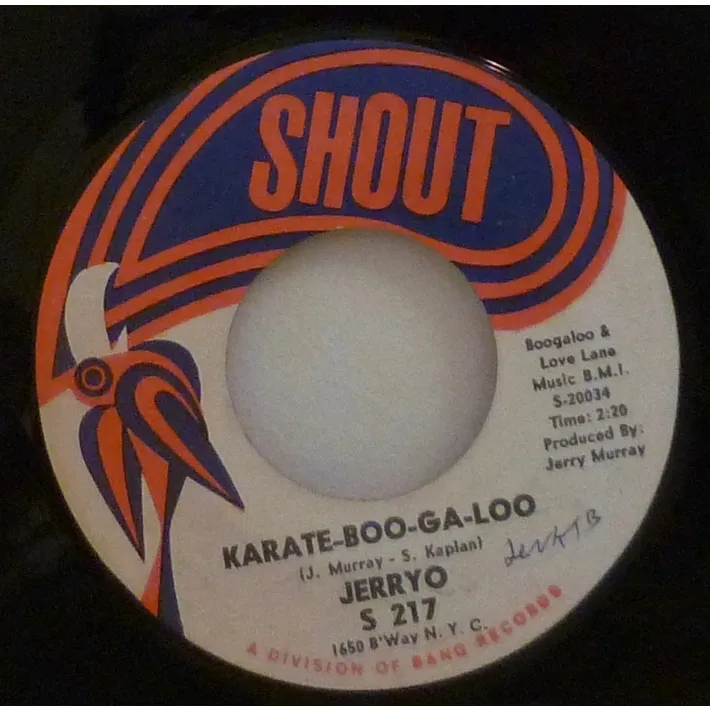 SHOUT
Boogaloo &
Love Lane
Music B.M.I.
S-20034
Time: 2:20
Produced By:
Jerry Murray
KARATE-BOO-GA-LOO
(J. Murray - S. Kaplan)
JERRYO
S 217
1650 B'Way N. Y. C.
A DIVISION OF BANG RECORDS